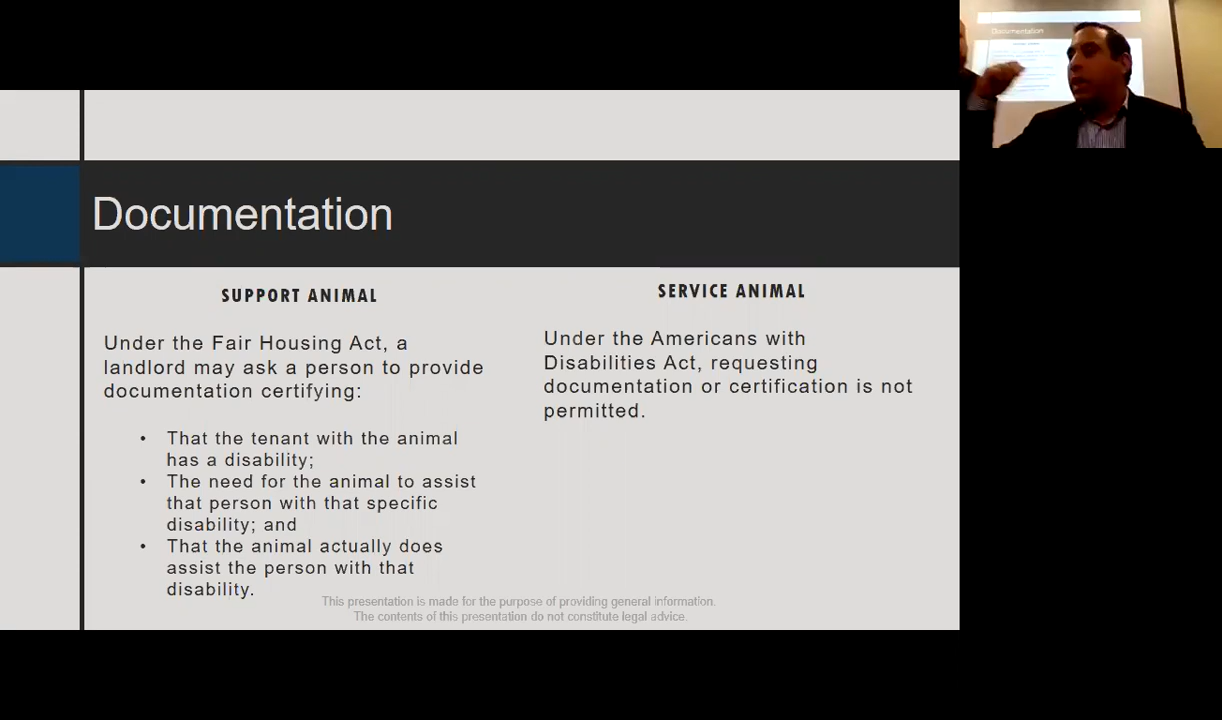 Documentation
SUPPORT ANIMAL
Under the Fair Housing Act, a
landlord may ask a person to provide
documentation certifying:
• That the tenant with the animal
has a disability;
• The need for the animal to assist
that person with that specific
disability; and
• That the animal actually does
assist the person with that
disability.
SERVICE ANIMAL
Under the Americans with
Disabilities Act, requesting
documentation or certification is not
permitted.
This presentation is made for the purpose of providing general information.
The contents of this presentation do not constitute legal advice.
Documentation